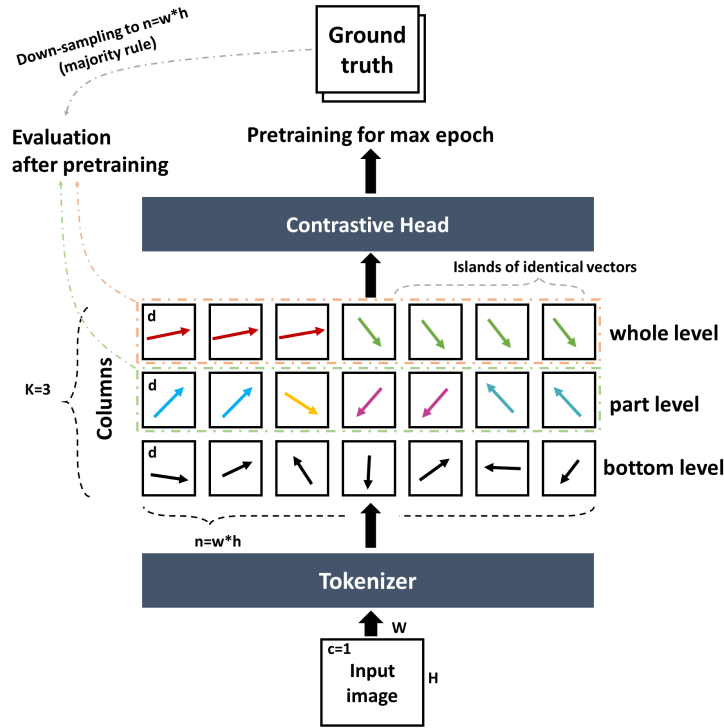 Down-sampling to n=w*h
(majority rule)
Ground
truth
Evaluation
after pretraining
Pretraining for max epoch
Contrastive Head
Islands of identical vectors
d
whole level
K=3
Columns
d
part level
d
bottom level
n=w*h
Tokenizer
W
c=1
Input
image
H